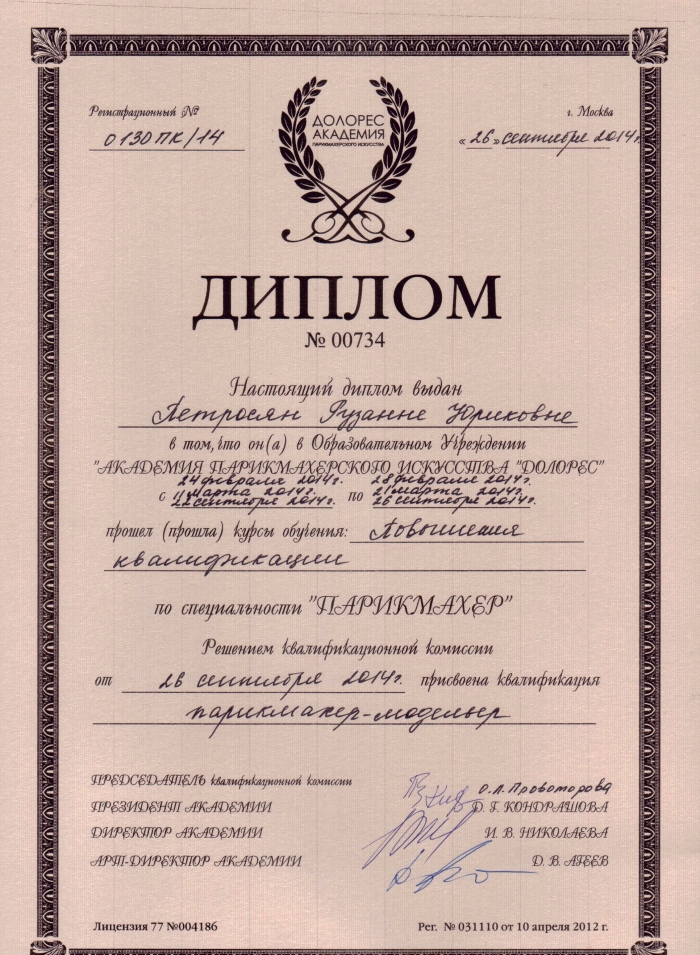 Регистрационный №
0130ПК/14
ДОЛОРЕС
АКАДЕМИЯ
ПАРИКМАХЕРСКОГО ИСКУССТВА
г. Москва
«26» сентября 2014г
ДИПЛОМ
№ 00734
Настоящий диплом выдан
Петросян Рузанне Юриковне
в том, что он(а) в Образовательном Учреждении
"АКАДЕМИЯ ПАРИКМАХЕРСКОГО ИСКУССТВА "ДОЛОРЕС"
24 февраля 2014г. 28 февраля 2014г.
с 11 марта 2014г. по 21 марта 2014г.
22 сентября 2014г. 26 сентября 2014г.
прошел (прошла) курсы обучения: Повышения
квалификации
по специальности "ПАРИКМАХЕР"
Решением квалификационной комиссии
от 26 сентября 2014г. присвоена квалификация
парикмахер-модельер
ПРЕДСЕДАТЕЛЬ квалификационной комиссии О.Л. Провоторова
ПРЕЗИДЕНТ АКАДЕМИИ Д. Г. КОНДРАШОВА
ДИРЕКТОР АКАДЕМИИ И. В. НИКОЛАЕВА
АРТ-ДИРЕКТОР АКАДЕМИИ Д. В. АГЕЕВ
Лицензия 77 №004186 Рег. № 031110 от 10 апреля 2012 г.